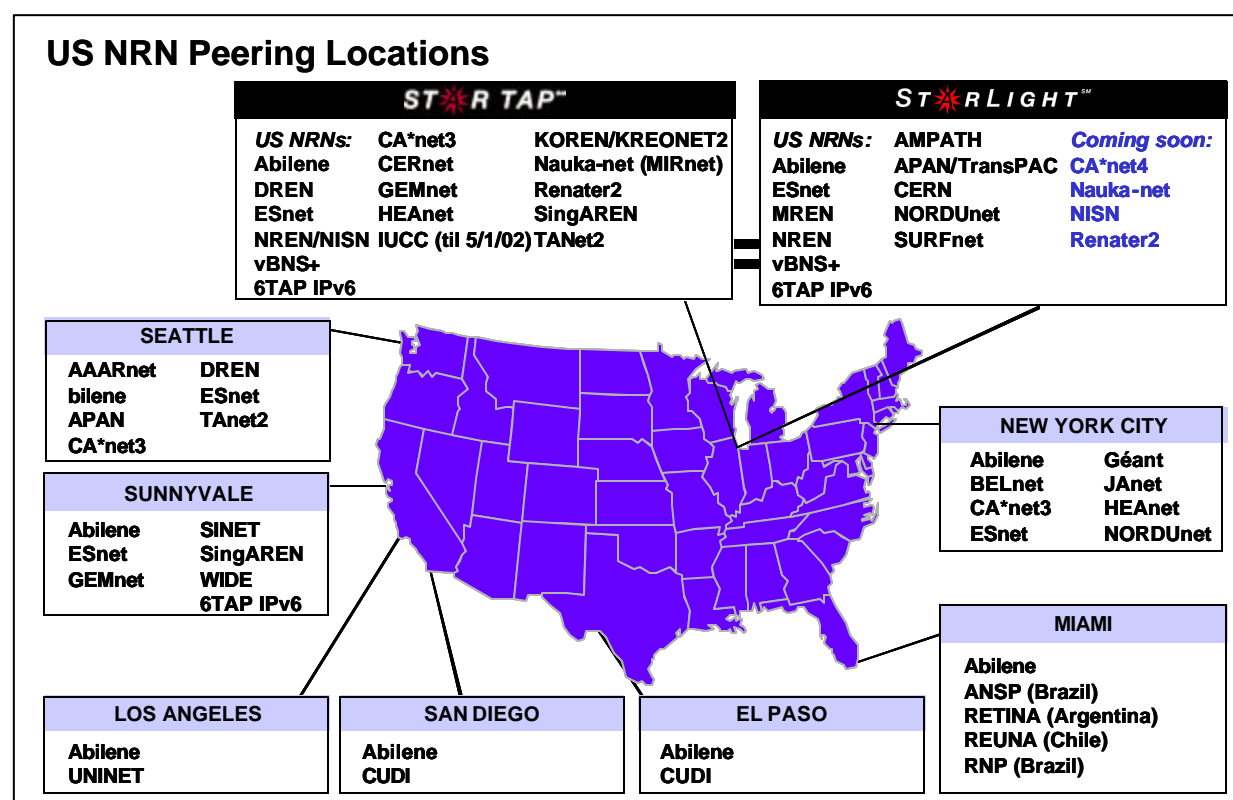 US NRN Peering Locations
ST★R TAP℠
US NRNs: CA*net3 KOREN/KREONET2
Abilene CERnet Nauka-net (MIRnet)
DREN GEMnet Renater2
ESnet HEAnet SingAREN
NREN/NISN IUCC (til 5/1/02) TANet2
vBNS+
6TAP IPv6
ST★RLIGHT℠
US NRNs: AMPATH Coming soon:
Abilene APAN/TransPAC CA*net4
ESnet CERN Nauka-net
MREN NORDUnet NISN
NREN SURFnet Renater2
vBNS+
6TAP IPv6
SEATTLE
AAARnet DREN
bilene ESnet
APAN TAnet2
CA*net3
SUNNYVALE
Abilene SINET
ESnet SingAREN
GEMnet WIDE
6TAP IPv6
NEW YORK CITY
Abilene Géant
BELnet JAnet
CA*net3 HEAnet
ESnet NORDUnet
MIAMI
Abilene
ANSP (Brazil)
RETINA (Argentina)
REUNA (Chile)
RNP (Brazil)
LOS ANGELES
Abilene
UNINET
SAN DIEGO
Abilene
CUDI
EL PASO
Abilene
CUDI